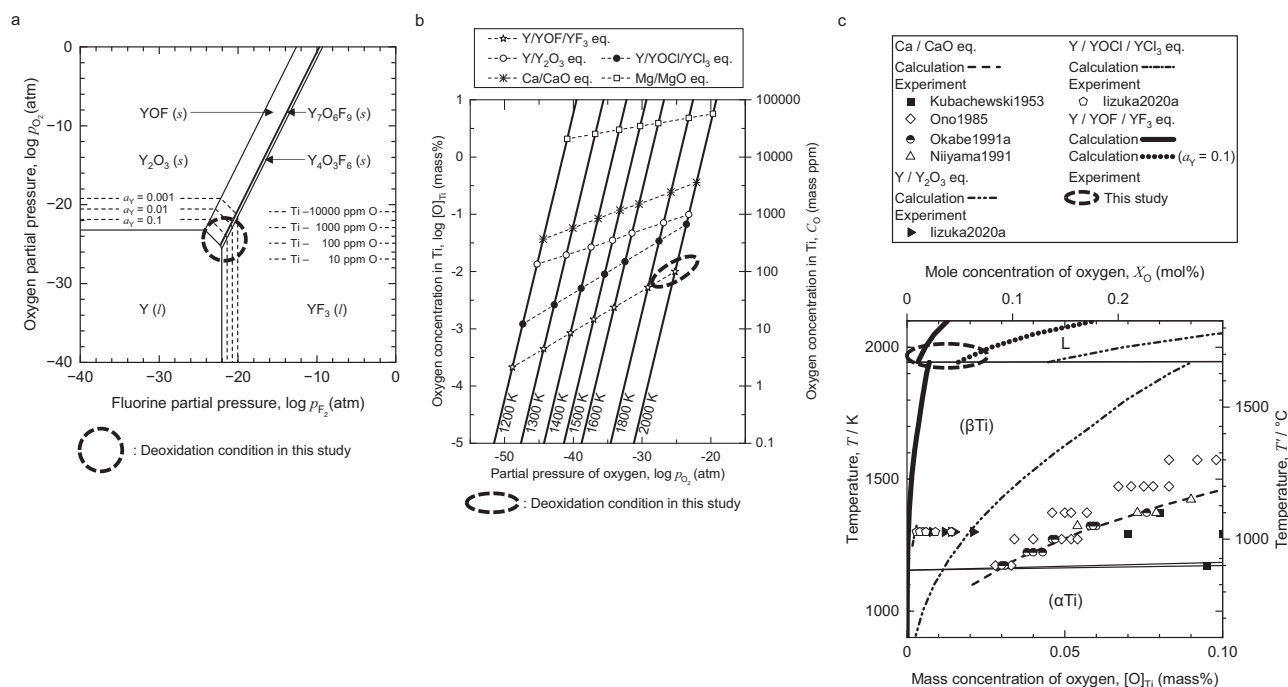 a
Oxygen partial pressure, log pO2 (atm)
0
−10
−20
−30
−40
YOF (s)
Y7O6F9 (s)
Y2O3 (s)
Y4O3F6 (s)
aY = 0.001
aY = 0.01
aY = 0.1
Ti −10000 ppm O
Ti − 1000 ppm O
Ti − 100 ppm O
Ti − 10 ppm O
Y (l)
YF3 (l)
−40 −30 −20 −10 0
Fluorine partial pressure, log pF2 (atm)
: Deoxidation condition in this study
b
Y/YOF/YF3 eq.
Y/Y2O3 eq. Y/YOCl/YCl3 eq.
Ca/CaO eq. Mg/MgO eq.
Oxygen concentration in Ti, log [O]Ti (mass%)
1
0
-1
-2
-3
-4
-5
1200 K
1300 K
1400 K
1500 K
1600 K
1800 K
2000 K
100000
10000
1000
100
10
1
0.1
Oxygen concentration in Ti, CO (mass ppm)
-50 -40 -30 -20
Partial pressure of oxygen, log pO2 (atm)
: Deoxidation condition in this study
c
Ca / CaO eq.
Calculation
Experiment
Kubachewski1953
Ono1985
Okabe1991a
Niiyama1991
Y / Y2O3 eq.
Calculation
Experiment
Iizuka2020a
Y / YOCl / YCl3 eq.
Calculation
Experiment
Iizuka2020a
Y / YOF / YF3 eq.
Calculation
Calculation (aY = 0.1)
Experiment
This study
Mole concentration of oxygen, XO (mol%)
0 0.1 0.2
Temperature, T / K
2000
1500
1000
L
(βTi)
(αTi)
1500
1000
Temperature, T' / °C
0 0.05 0.10
Mass concentration of oxygen, [O]Ti (mass%)